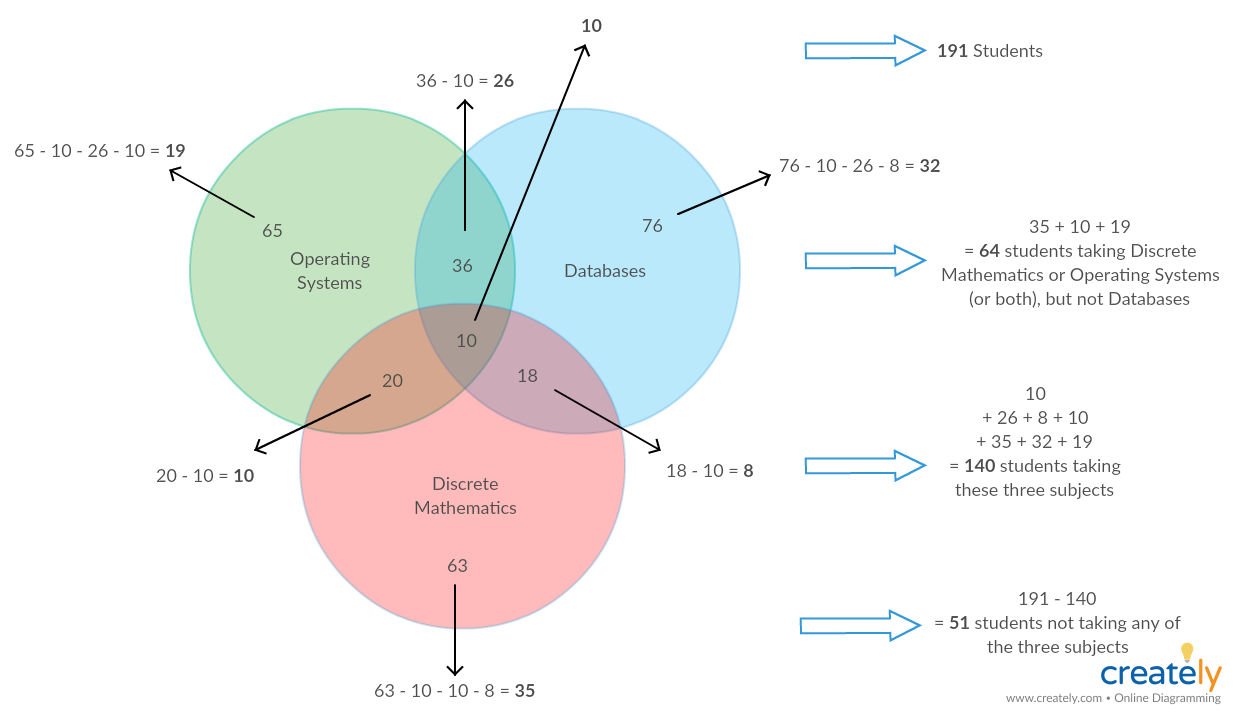 10
191 Students
36 - 10 = 26
65 - 10 - 26 - 10 = 19
76 - 10 - 26 - 8 = 32
65
76
Operating
Systems
36
Databases
35 + 10 + 19
= 64 students taking Discrete
Mathematics or Operating Systems
(or both), but not Databases
10
20
18
10
+ 26 + 8 + 10
+ 35 + 32 + 19
= 140 students taking
these three subjects
20 - 10 = 10
18 - 10 = 8
Discrete
Mathematics
63
191 - 140
= 51 students not taking any of
the three subjects
63 - 10 - 10 - 8 = 35
creately
www.creately.com • Online Diagramming